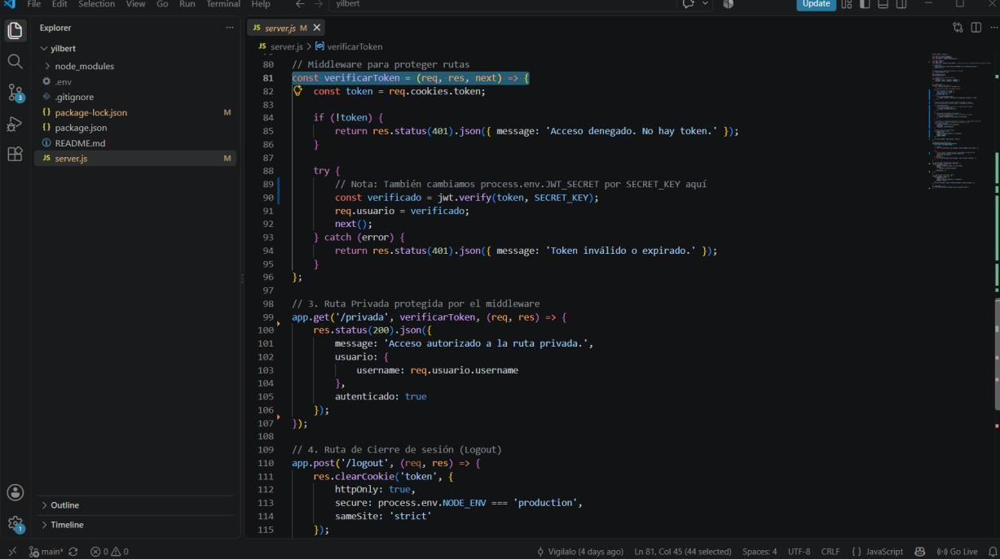 File Edit Selection View Go Run Terminal Help
yilbert
Update
Explorer
yilbert
node_modules
.env
.gitignore
package-lock.json M
package.json
README.md
JS server.js M
Outline
Timeline
3
1
JS server.js M
JS server.js > verificarToken
80 // Middleware para proteger rutas
81 const verificarToken = (req, res, next) => {
82 const token = req.cookies.token;
83
84 if (!token) {
85 return res.status(401).json({ message: 'Acceso denegado. No hay token.' });
86 }
87
88 try {
89 // Nota: También cambiamos process.env.JWT_SECRET por SECRET_KEY aquí
90 const verificado = jwt.verify(token, SECRET_KEY);
91 req.usuario = verificado;
92 next();
93 } catch (error) {
94 return res.status(401).json({ message: 'Token inválido o expirado.' });
95 }
96 };
97
98 // 3. Ruta Privada protegida por el middleware
99 app.get('/privada', verificarToken, (req, res) => {
100 res.status(200).json({
101 message: 'Acceso autorizado a la ruta privada.',
102 usuario: {
103 username: req.usuario.username
104 },
105 autenticado: true
106 });
107 });
108
109 // 4. Ruta de Cierre de sesión (Logout)
110 app.post('/logout', (req, res) => {
111 res.clearCookie('token', {
112 httpOnly: true,
113 secure: process.env.NODE_ENV === 'production',
114 sameSite: 'strict'
115 });
main* 0 0 Vigilalo (4 days ago) Ln 81, Col 45 (44 selected) Spaces: 4 UTF-8 CRLF {} JavaScript Go Live